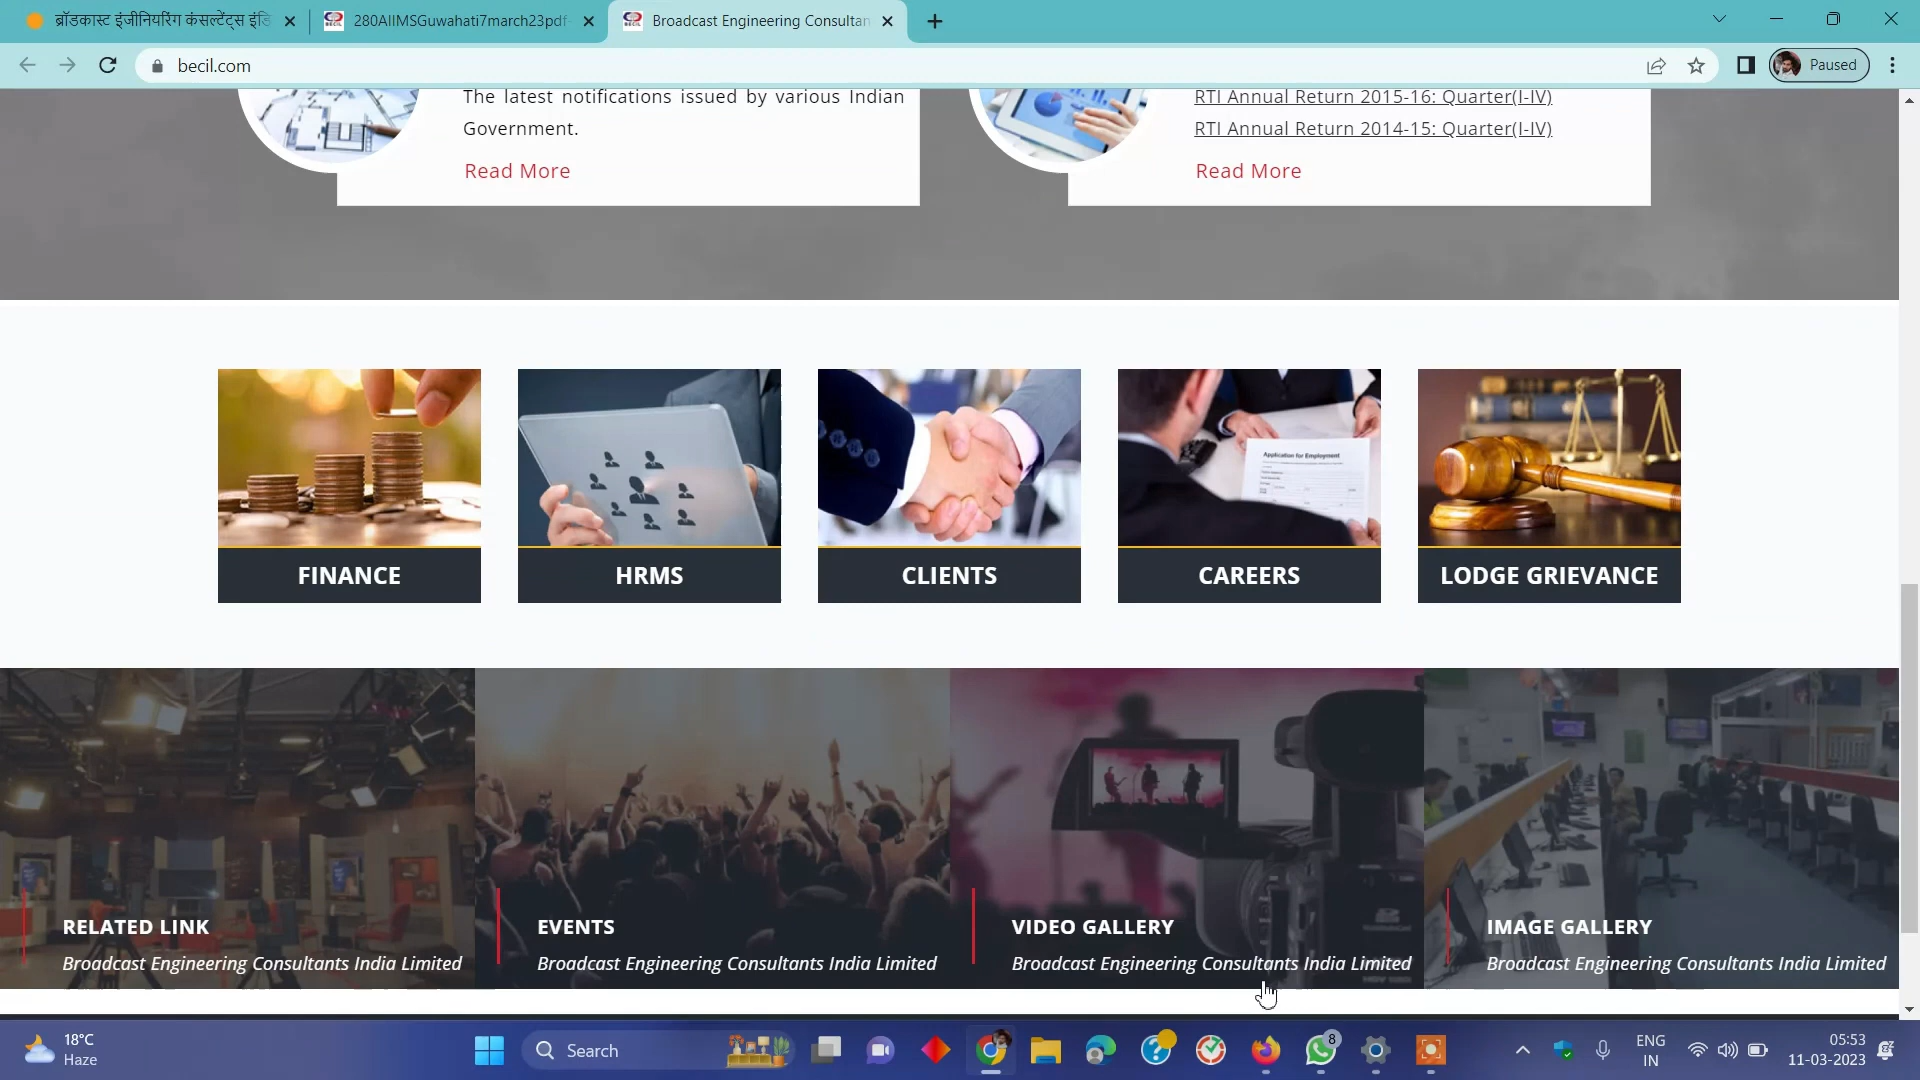 ब्रॉडकास्ट इंजीनियरिंग कंसल्टेंट्स इंडि
280AIIMSGuwahati7march23pdf-
Broadcast Engineering Consultan
becil.com
Paused
The latest notifications issued by various Indian
Government.
Read More
RTI Annual Return 2015-16: Quarter(I-IV)
RTI Annual Return 2014-15: Quarter(I-IV)
Read More
Application for Employment
FINANCE
HRMS
CLIENTS
CAREERS
LODGE GRIEVANCE
RELATED LINK
Broadcast Engineering Consultants India Limited
EVENTS
Broadcast Engineering Consultants India Limited
VIDEO GALLERY
Broadcast Engineering Consultants India Limited
IMAGE GALLERY
Broadcast Engineering Consultants India Limited
18°C
Haze
Search
8
ENG
IN
05:53
11-03-2023